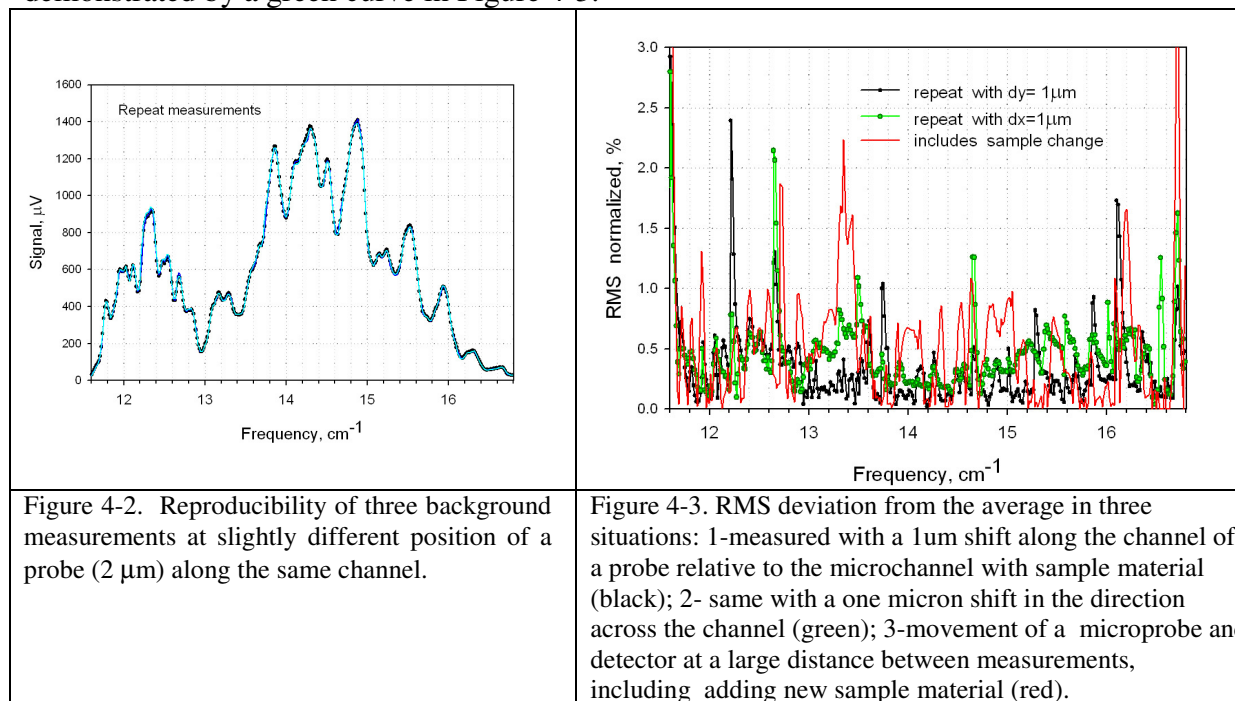 demonstrated by a green curve in Figure 4-3.
1600
1400
1200
1000
800
600
400
200
0
Signal, μV
Repeat measurements
12 13 14 15 16
Frequency, cm-1
3.0
2.5
2.0
1.5
1.0
0.5
0.0
RMS normalized, %
repeat with dy= 1μm
repeat with dx=1μm
includes sample change
12 13 14 15 16
Frequency, cm-1
Figure 4-2. Reproducibility of three background
measurements at slightly different position of a
probe (2 μm) along the same channel.
Figure 4-3. RMS deviation from the average in three
situations: 1-measured with a 1um shift along the channel of
a probe relative to the microchannel with sample material
(black); 2- same with a one micron shift in the direction
across the channel (green); 3-movement of a microprobe and
detector at a large distance between measurements,
including adding new sample material (red).